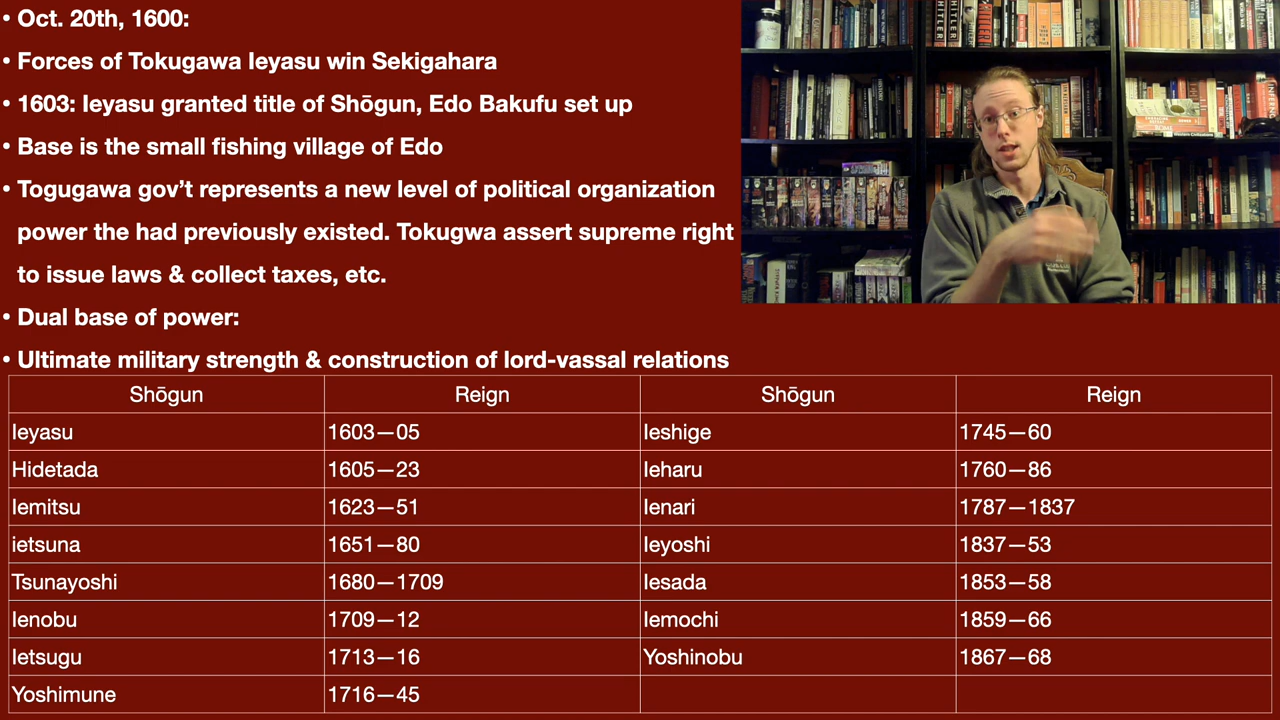 • Oct. 20th, 1600:
• Forces of Tokugawa Ieyasu win Sekigahara
• 1603: Ieyasu granted title of Shōgun, Edo Bakufu set up
• Base is the small fishing village of Edo
• Togugawa gov’t represents a new level of political organization
power the had previously existed. Tokugwa assert supreme right
to issue laws & collect taxes, etc.
• Dual base of power:
• Ultimate military strength & construction of lord-vassal relations
Shōgun Reign Shōgun Reign
Ieyasu 1603—05 Ieshige 1745—60
Hidetada 1605—23 Ieharu 1760—86
Iemitsu 1623—51 Ienari 1787—1837
ietsuna 1651—80 Ieyoshi 1837—53
Tsunayoshi 1680—1709 Iesada 1853—58
Ienobu 1709—12 Iemochi 1859—66
Ietsugu 1713—16 Yoshinobu 1867—68
Yoshimune 1716—45
HITLER
HITLER
INFERNO
ROME